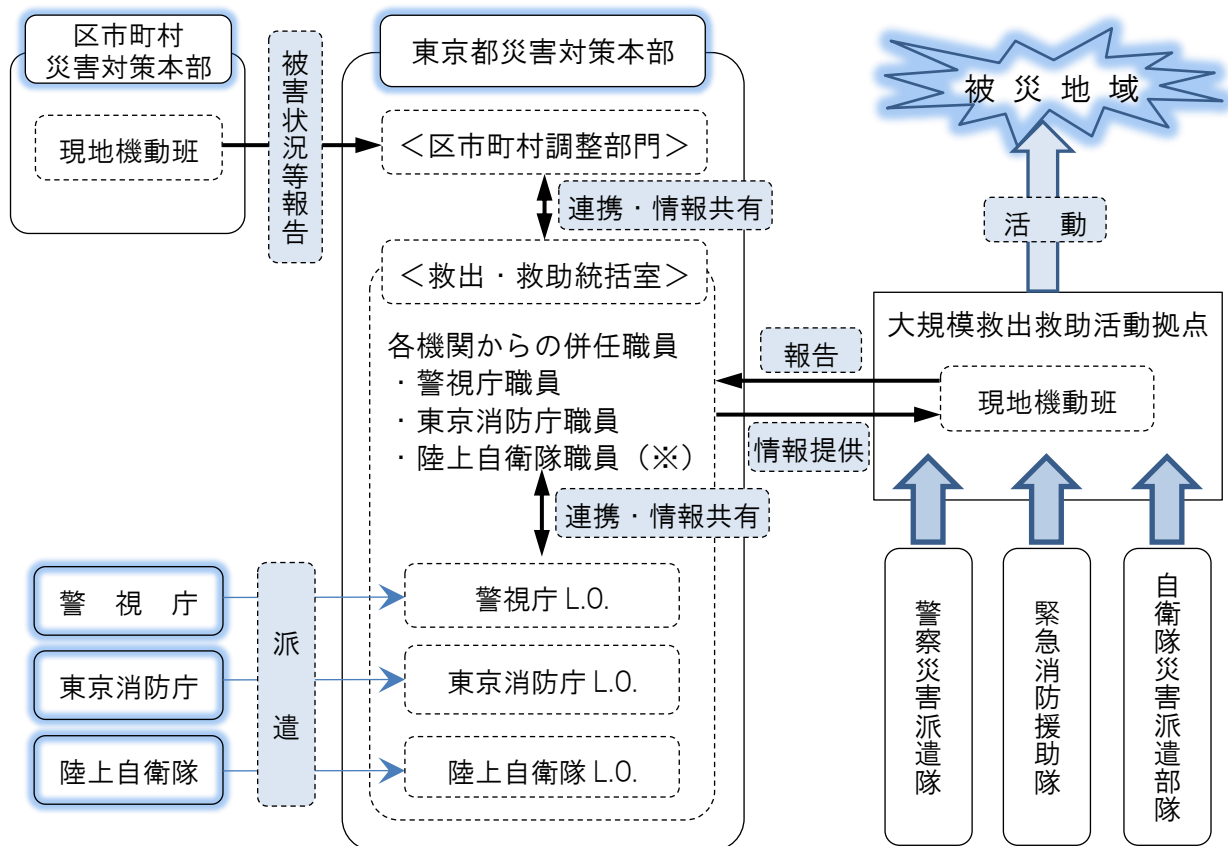 区市町村
災害対策本部
現地機動班
被害状況等報告
東京都災害対策本部
＜区市町村調整部門＞
連携・情報共有
＜救出・救助統括室＞
各機関からの併任職員
・警視庁職員
・東京消防庁職員
・陸上自衛隊職員（※）
連携・情報共有
警視庁 L.O.
東京消防庁 L.O.
陸上自衛隊 L.O.
警　視　庁
東京消防庁
陸上自衛隊
派　遣
報告
情報提供
被 災 地 域
活　動
大規模救出救助活動拠点
現地機動班
警察災害派遣隊
緊急消防援助隊
自衛隊災害派遣部隊